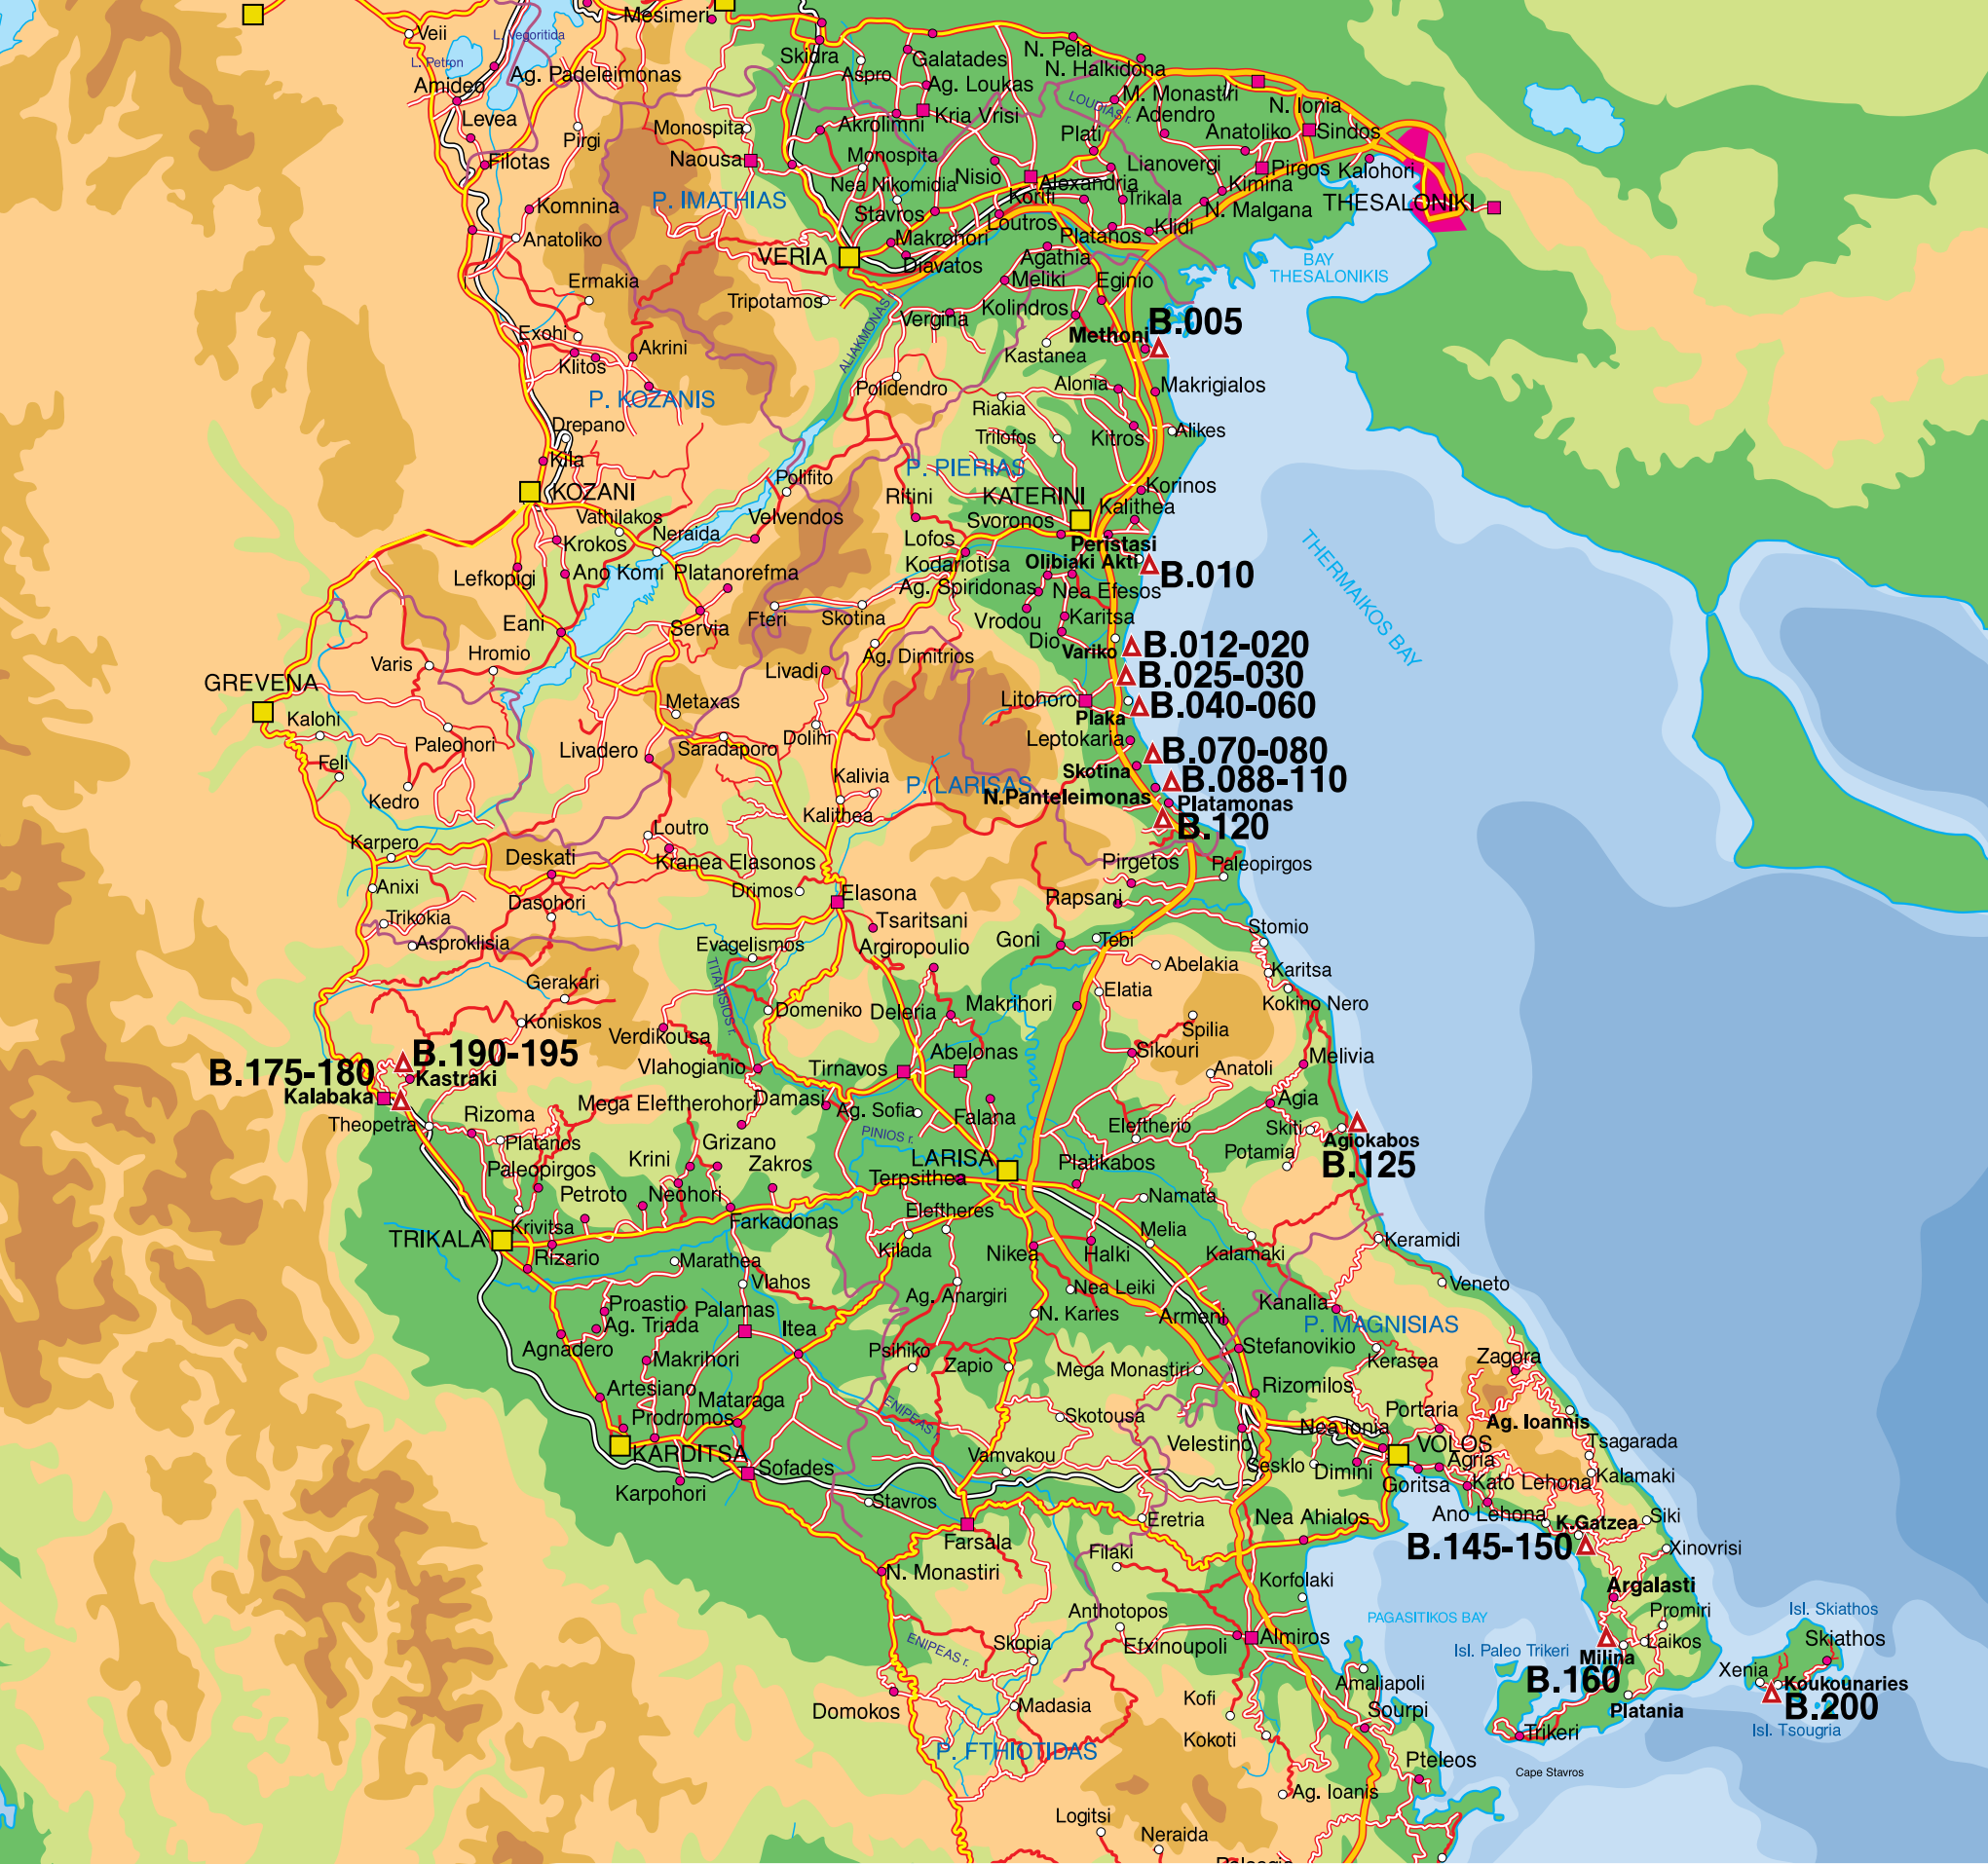 Veii
L. Vegoritida
Mesimeri
L. Petron
Amideo
Ag. Padeleimonas
Skidra
Aspro
Galatades
N. Pela
N. Halkidona
Ag. Loukas
LOUDIAS r.
M. Monastiri
N. Ionia
Levea
Pirgi
Monospita
Akrolimni
Kria Vrisi
Adendro
Plati
Anatoliko
Sindos
Filotas
Naousa
Monospita
Nisio
Lianovergi
Pirgos
Kalohori
P. IMATHIAS
Nea Nikomidia
Alexandria
Korifi
Trikala
Kimina
Komnina
Stavros
Loutros
N. Malgana
THESALONIKI
Anatoliko
Makrohori
Platanos
Klidi
VERIA
Diavatos
Agathia
BAY
THESALONIKIS
Ermakia
Tripotamos
Meliki
Eginio
ALIAKMONAS
Vergina
Kolindros
B.005
Exohi
Akrini
Methoni
Klitos
Kastanea
P. KOZANIS
Polidendro
Alonia
Makrigialos
Riakia
Drepano
Trilofos
Kitros
Alikes
Kila
P. PIERIAS
Polifito
KOZANI
Ritini
KATERINI
Korinos
Vathilakos
Velvendos
Svoronos
Kalithea
Krokos
Neraida
Lofos
Peristasi
THERMAIKOS BAY
Lefkopigi
Ano Komi
Platanorefma
Kodariotisa
Olibiaki Akti
B.010
Ag. Spiridonas
Nea Efesos
Eani
Servia
Fteri
Skotina
Vrodou
Karitsa
Dio
Varis
Hromio
Ag. Dimitrios
Variko
B.012-020
Livadi
B.025-030
GREVENA
Metaxas
Litohoro
B.040-060
Kalohi
Plaka
Paleohori
Livadero
Saradaporo
Dolihi
Leptokaria
B.070-080
Feli
Kalivia
P. LARISAS
Skotina
B.088-110
Kedro
N.Panteleimonas
Platamonas
Kalithea
B.120
Karpero
Loutro
Deskati
Kranea Elasonos
Pirgetos
Paleopirgos
Anixi
Drimos
Elasona
Rapsani
Dasohori
Trikokia
Tsaritsani
Stomio
Asproklisia
Evagelismos
Argiropoulio
Goni
Tebi
TITARISIOS r.
Abelakia
Karitsa
Gerakari
Elatia
Kokino Nero
Koniskos
Domeniko
Deleria
Makrihori
Verdikousa
Spilia
B.190-195
B.175-180
Abelonas
Sikouri
Melivia
Kastraki
Vlahogianio
Tirnavos
Anatoli
Kalabaka
Mega Eleftherohori
Damasi
Ag. Sofia
Falana
Agia
Theopetra
Rizoma
Eleftherio
Skiti
Agiokabos
Platanos
Grizano
PINIOS r.
Potamia
B.125
Paleopirgos
Krini
Zakros
LARISA
Platikabos
Petroto
Neohori
Terpsithea
Namata
Krivitsa
Farkadonas
Eleftheres
Melia
TRIKALA
Rizario
Kilada
Nikea
Halki
Kalamaki
Keramidi
Marathea
Vlahos
Nea Leiki
Veneto
Proastio
Palamas
Ag. Anargiri
N. Karies
Armeni
Kanalia
Ag. Triada
Itea
P. MAGNISIAS
Agnadero
Makrihori
Psihiko
Zapio
Stefanovikio
Kerasea
Zagora
Mega Monastiri
Artesiano
Mataraga
Rizomilos
Prodromos
ENIPEAS r.
Skotousa
Portaria
Ag. Ioannis
KARDITSA
Velestino
Nea Ionia
VOLOS
Tsagarada
Sofades
Vamvakou
Sesklo
Dimini
Agria
Kalamaki
Karpohori
Goritsa
Kato Lehona
Stavros
Eretria
Nea Ahialos
Ano Lehona
K.Gatzea
Siki
Farsala
Filaki
B.145-150
Xinovrisi
N. Monastiri
Korfolaki
Argalasti
Anthotopos
PAGASITIKOS BAY
Promiri
Isl. Skiathos
ENIPEAS r.
Skopia
Efxinoupoli
Almiros
Isl. Paleo Trikeri
Laikos
Skiathos
Milina
Xenia
Amaliapoli
B.160
Koukounaries
Domokos
Madasia
Kofi
Sourpi
Platania
B.200
Kokoti
Trikeri
Isl. Tsougria
P. FTHIOTIDAS
Pteleos
Cape Stavros
Ag. Ioanis
Logitsi
Neraida